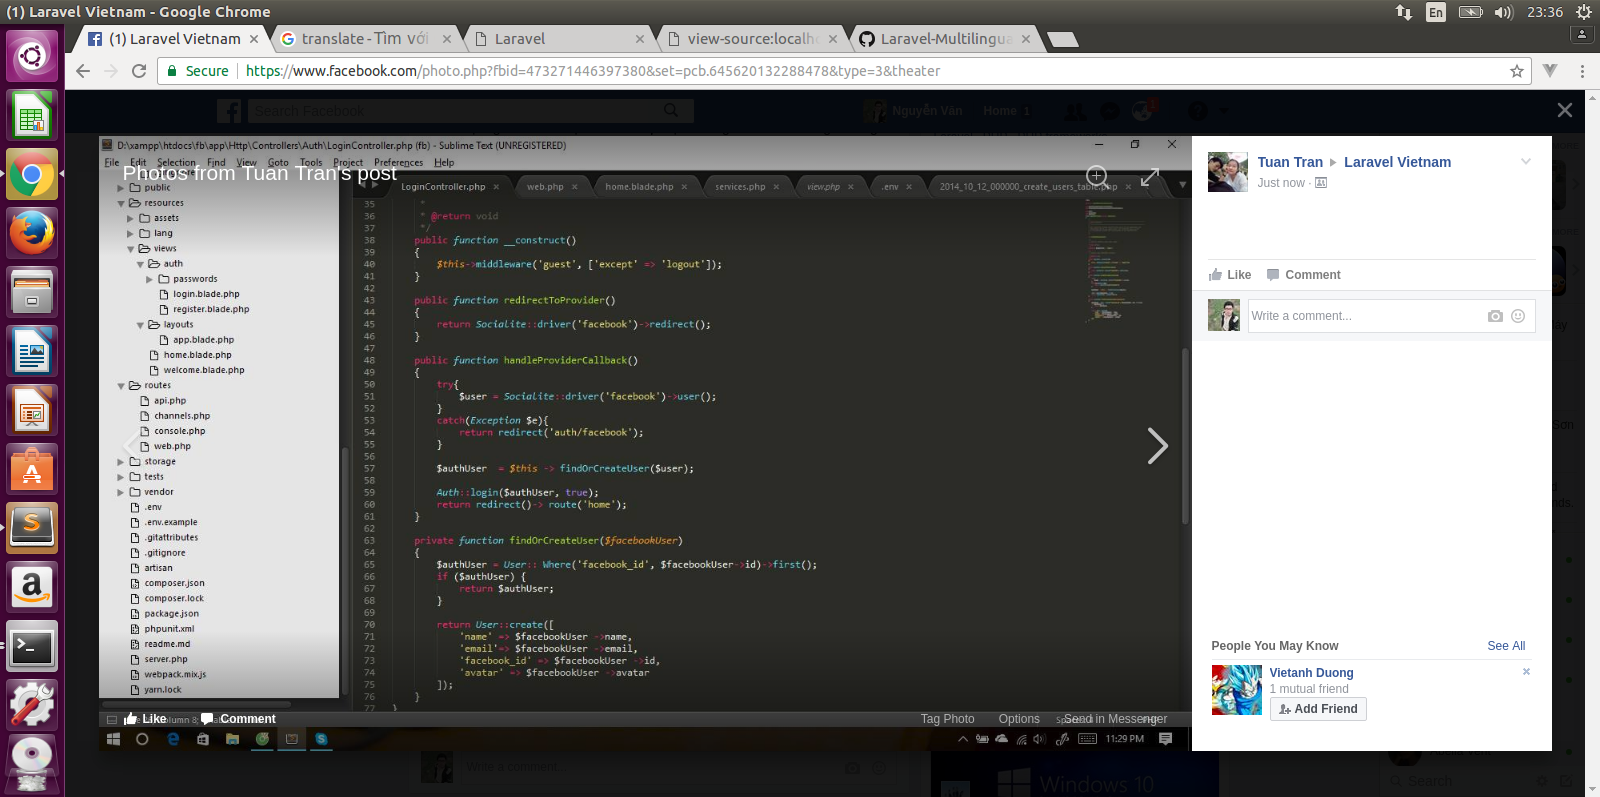 (1) Laravel Vietnam - Google Chrome
En
23:36
(1) Laravel Vietnam
translate - Tìm với
Laravel
view-source:localho
Laravel-Multilingua
Secure
https://www.facebook.com/photo.php?fbid=473271446397380&set=pcb.645620132288478&type=3&theater
Search Facebook
Nguyễn Văn
Home 1
D:\xampp\htdocs\fb\app\Http\Controllers\Auth\LoginController.php (fb) - Sublime Text (UNREGISTERED)
File Edit Selection Find View Goto Tools Project Preferences Help
Photos from Tuan Tran's post
LoginController.php
web.php
home.blade.php
services.php
view.php
.env
2014_10_12_000000_create_users_table.php
public
resources
assets
lang
views
auth
passwords
login.blade.php
register.blade.php
layouts
app.blade.php
home.blade.php
welcome.blade.php
routes
api.php
channels.php
console.php
web.php
storage
tests
vendor
.env
.env.example
.gitattributes
.gitignore
artisan
composer.json
composer.lock
package.json
phpunit.xml
readme.md
server.php
webpack.mix.js
yarn.lock
35 *
36 * @return void
37 */
38 public function __construct()
39 {
40 $this->middleware('guest', ['except' => 'logout']);
41 }
42
43 public function redirectToProvider()
44 {
45 return Socialite::driver('facebook')->redirect();
46 }
47
48 public function handleProviderCallback()
49 {
50 try{
51 $user = Socialite::driver('facebook')->user();
52 }
53 catch(Exception $e){
54 return redirect('auth/facebook');
55 }
56
57 $authUser = $this -> findOrCreateUser($user);
58
59 Auth::login($authUser, true);
60 return redirect()-> route('home');
61 }
62
63 private function findOrCreateUser($facebookUser)
64 {
65 $authUser = User:: Where('facebook_id', $facebookUser->id)->first();
66 if ($authUser) {
67 return $authUser;
68 }
69
70 return User::create([
71 'name' => $facebookUser ->name,
72 'email'=> $facebookUser ->email,
73 'facebook_id' => $facebookUser ->id,
74 'avatar' => $facebookUser ->avatar
75 ]);
76 }
77 }
Like
Comment
Tag Photo
Options
Send in Messenger
11:29 PM
Tuan Tran
Laravel Vietnam
Just now
Like
Comment
Write a comment...
People You May Know
See All
Vietanh Duong
1 mutual friend
Add Friend
Write a comment...
Windows 10
Search